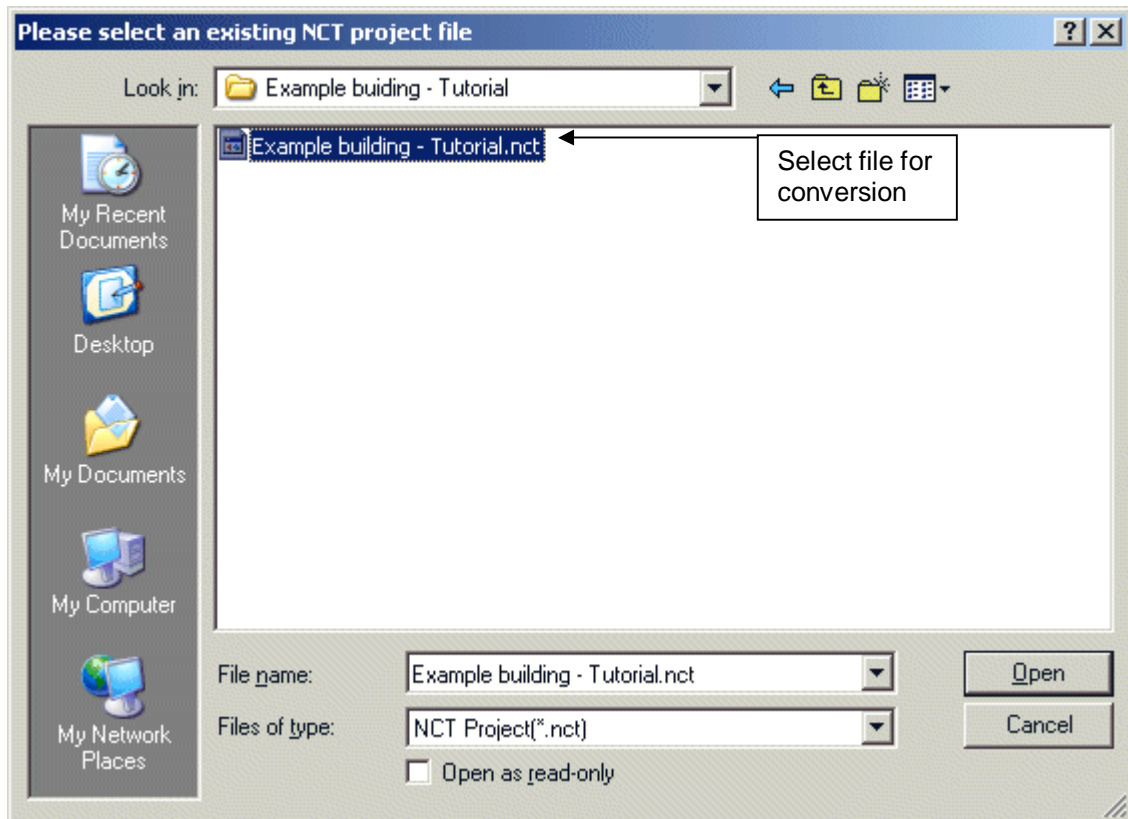 Please select an existing NCT project file
Look in:
Example buiding - Tutorial
Example building - Tutorial.nct
Select file for
conversion
My Recent
Documents
Desktop
My Documents
My Computer
My Network
Places
File name:
Example building - Tutorial.nct
Open
Files of type:
NCT Project(*.nct)
Cancel
Open as read-only